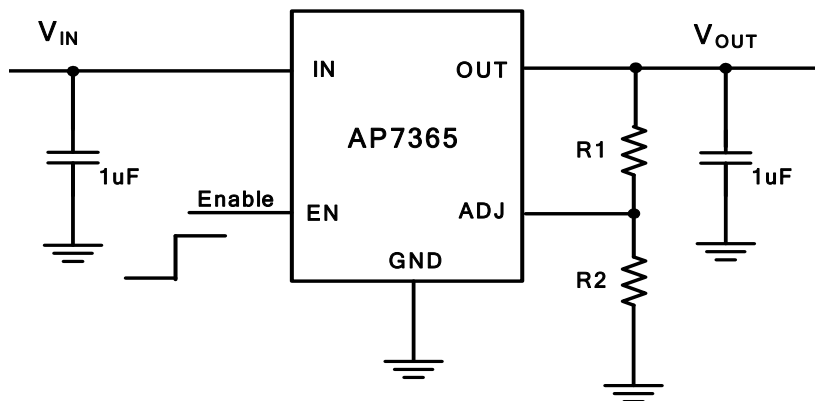 VIN
VOUT
IN
OUT
AP7365
R1
1uF
1uF
Enable
EN
ADJ
GND
R2